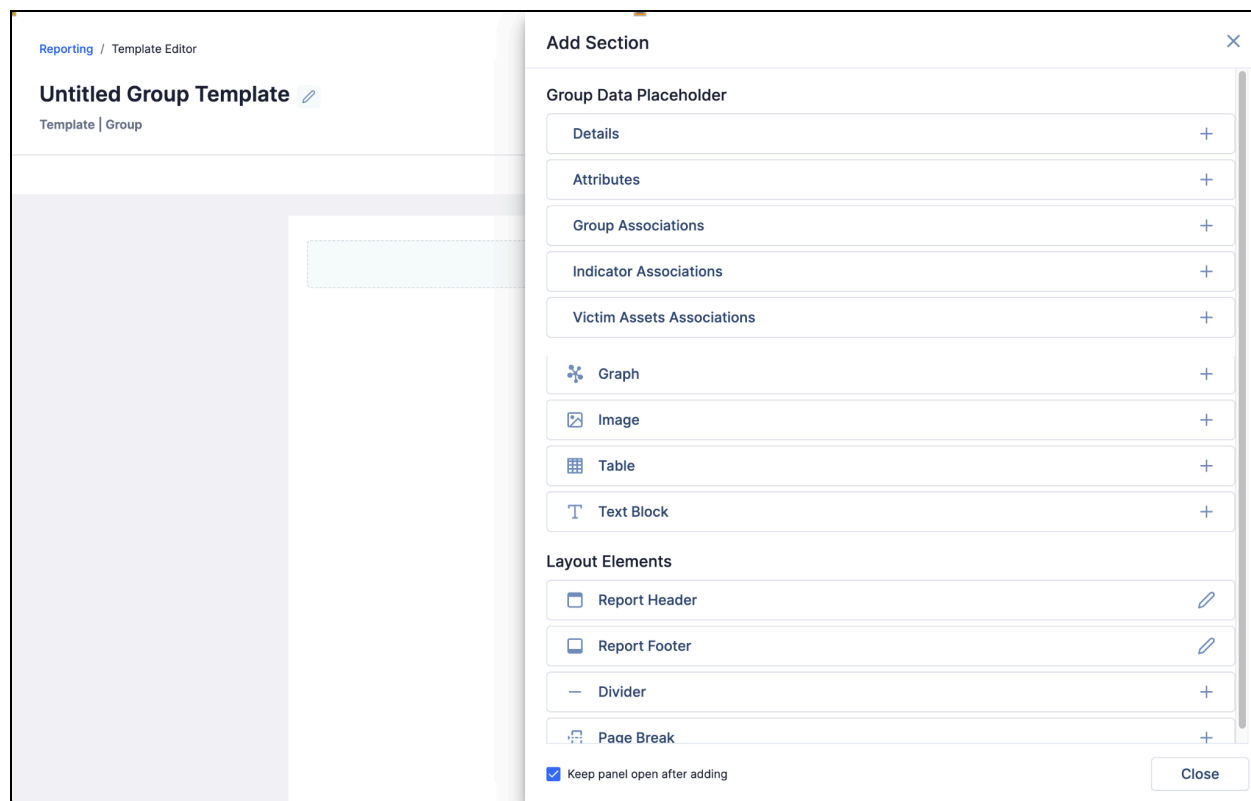 Reporting / Template Editor
Untitled Group Template
Template | Group
Add Section
Group Data Placeholder
Details
Attributes
Group Associations
Indicator Associations
Victim Assets Associations
Graph
Image
Table
Text Block
Layout Elements
Report Header
Report Footer
Divider
Page Break
Keep panel open after adding
Close